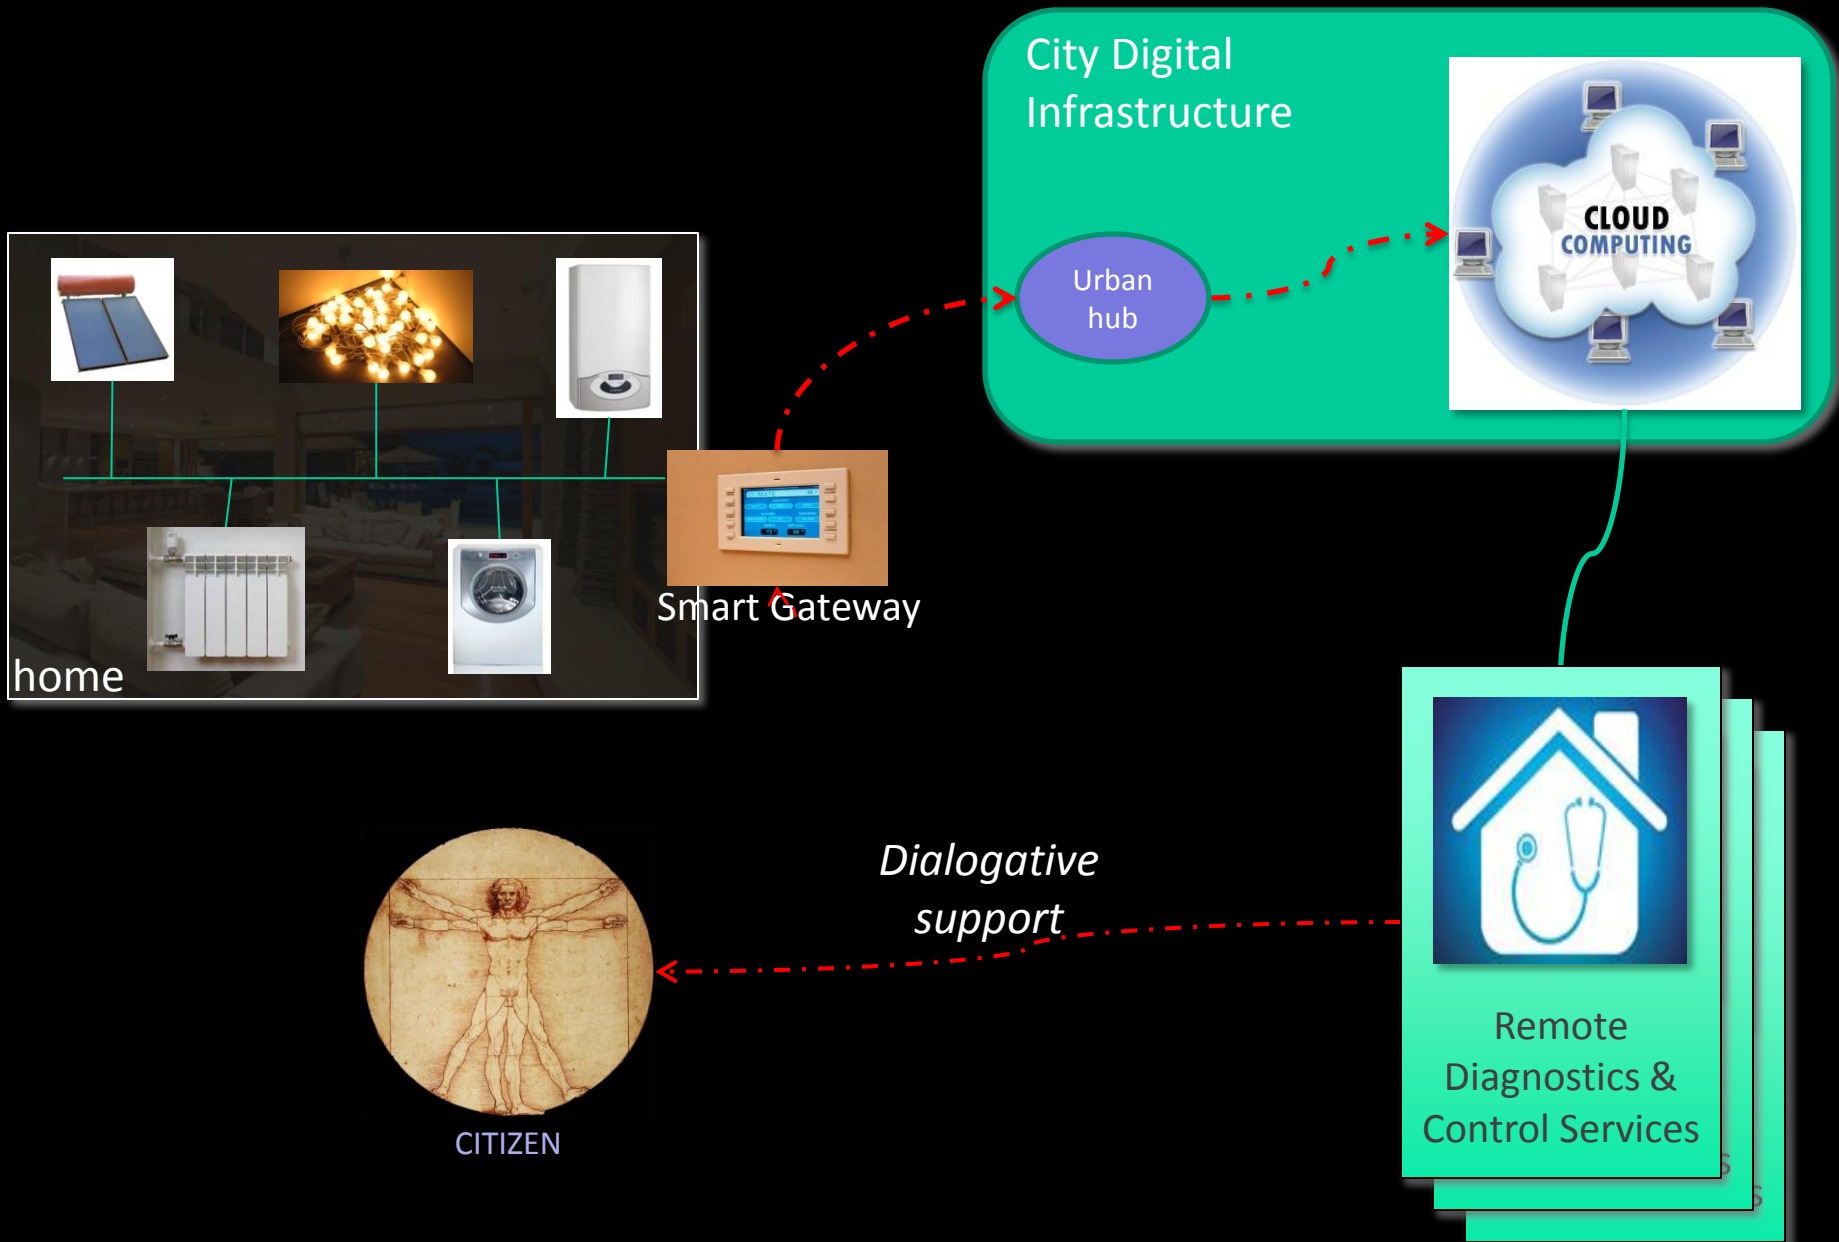 City Digital
Infrastructure
CLOUD
COMPUTING
Urban
hub
Smart Gateway
home
Dialogative
support
Remote
Diagnostics &
Control Services
s
s
CITIZEN